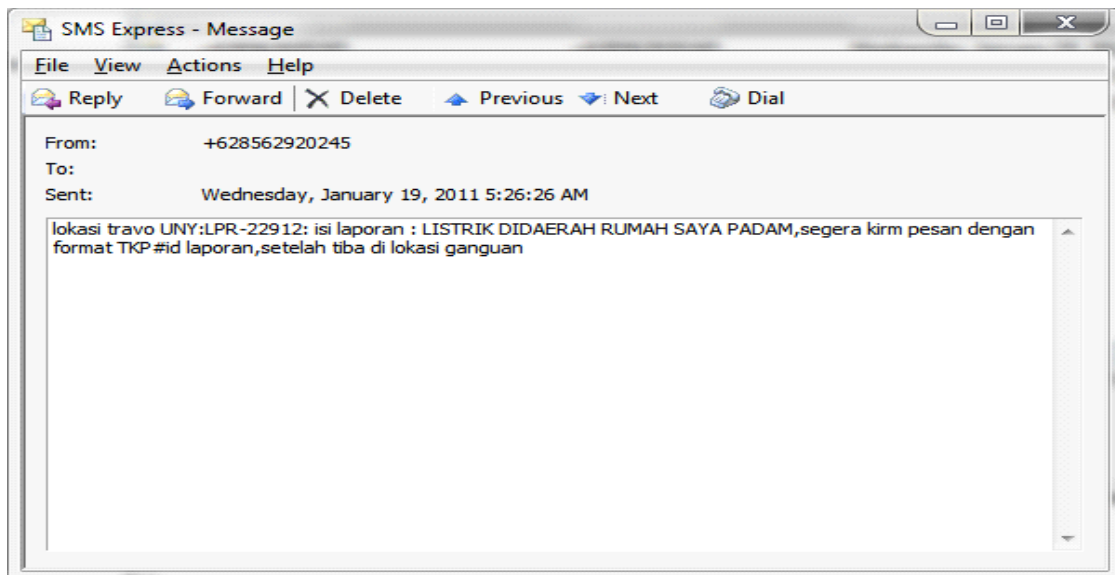 SMS Express - Message
File View Actions Help
Reply Forward Delete Previous Next Dial
From: +628562920245
To:
Sent: Wednesday, January 19, 2011 5:26:26 AM
lokasi travo UNY:LPR-22912: isi laporan : LISTRIK DIDAERAH RUMAH SAYA PADAM,segera kirm pesan dengan
format TKP#id laporan,setelah tiba di lokasi ganguan